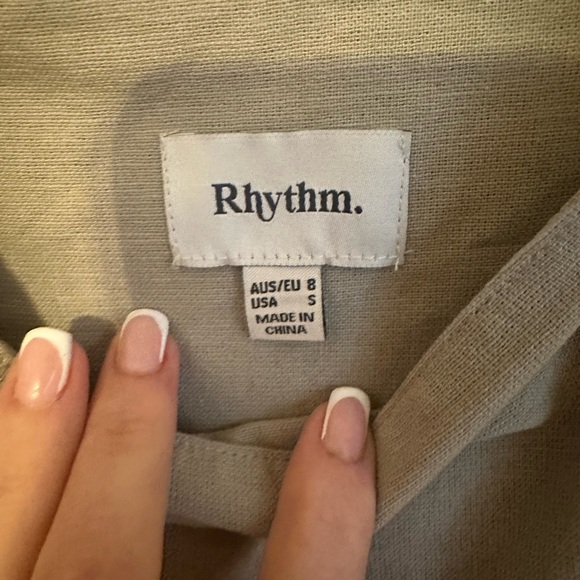 Rhythm.
AUS/EU 8
USA S
MADE IN
CHINA